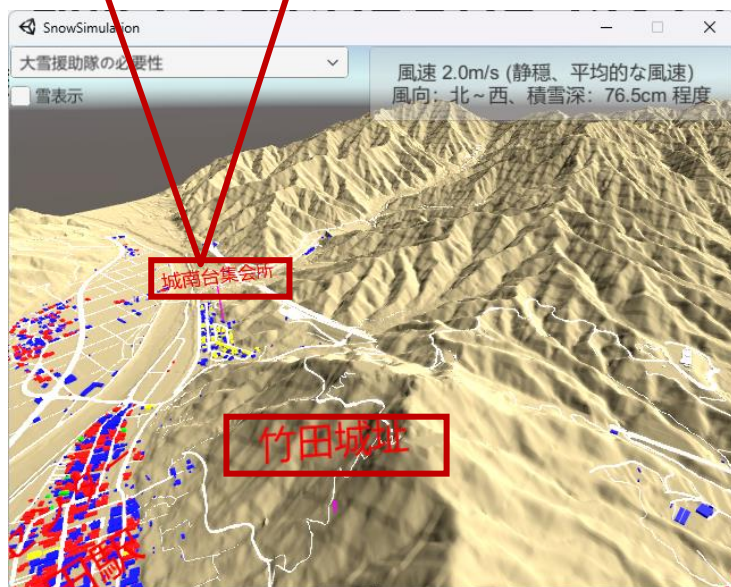 SnowSimulation
大雪援助隊の必要性
雪表示
風速 2.0m/s (静穏、平均的な風速)
風向: 北~西、積雪深: 76.5cm 程度
城南台集会所
竹田城址